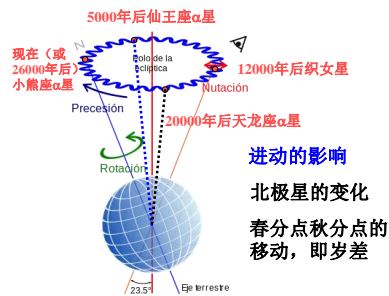 5000年后仙王座α星
N
现在（或
26000年后）
小熊座α星
Polo de la
eclíptica
12000年后织女星
Nutación
Precesión
20000年后天龙座α星
Rotación
进动的影响
北极星的变化
春分点秋分点的
移动，即岁差
23.5°
Eje terrestre